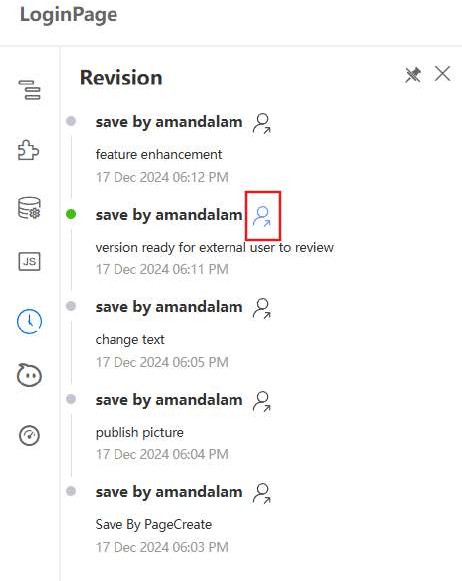 LoginPage
Revision
save by amandalam
feature enhancement
17 Dec 2024 06:12 PM
save by amandalam
version ready for external user to review
17 Dec 2024 06:11 PM
JS
save by amandalam
change text
17 Dec 2024 06:05 PM
save by amandalam
publish picture
17 Dec 2024 06:04 PM
save by amandalam
Save By PageCreate
17 Dec 2024 06:03 PM